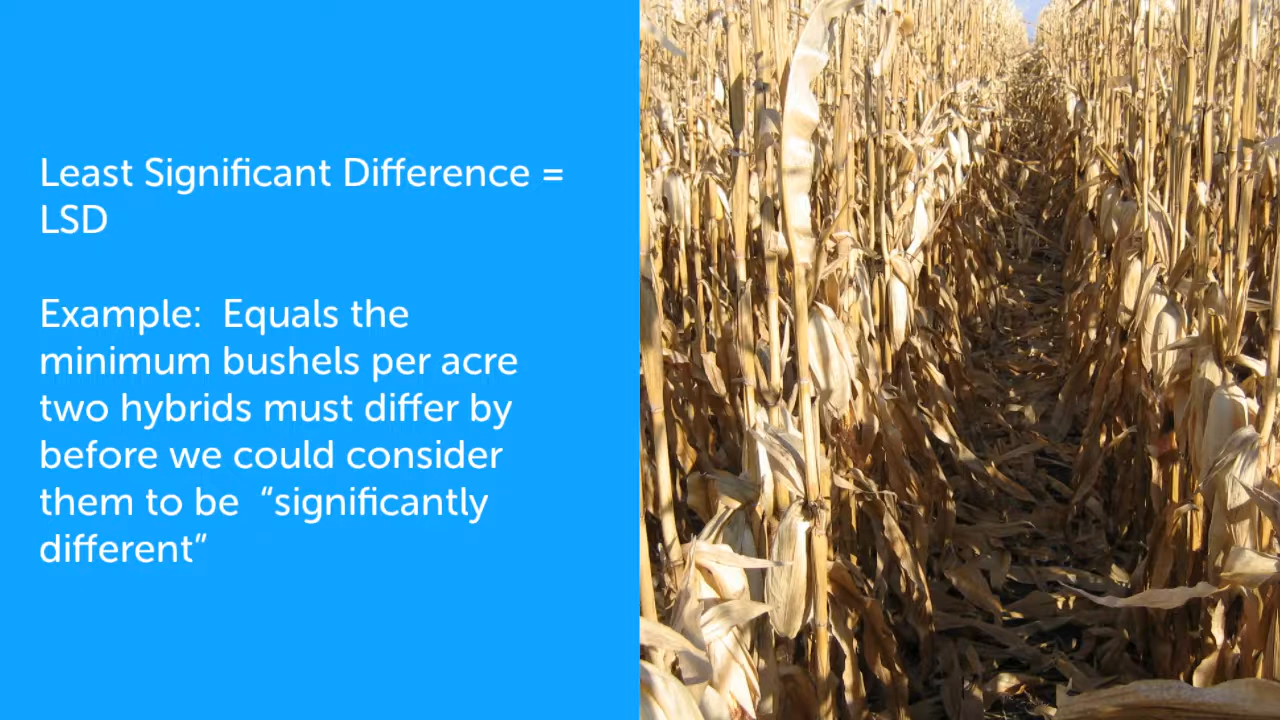 Least Significant Difference =
LSD
Example:  Equals the
minimum bushels per acre
two hybrids must differ by
before we could consider
them to be  “significantly
different”